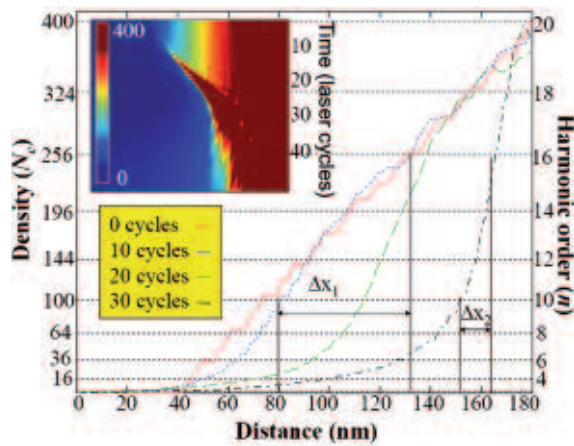 400
324
256
196
144
100
64
36
16
Density (Nc)
400
0
10
20
30
40
Time (laser cycles)
0 cycles
10 cycles
20 cycles
30 cycles
Δx1
Δx2
20
18
16
14
12
10
8
6
4
Harmonic order (n)
0 20 40 60 80 100 120 140 160 180
Distance (nm)